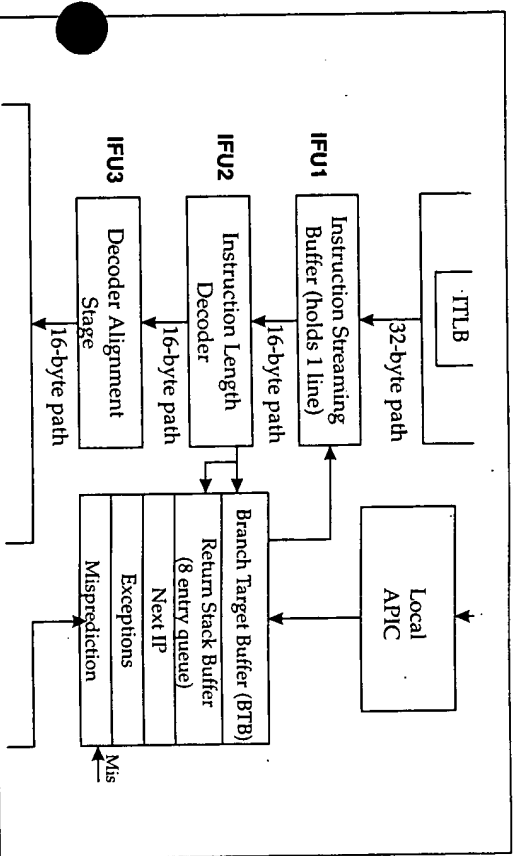 ITLB
Local
APIC
32-byte path
IFU1
Instruction Streaming
Buffer (holds 1 line)
16-byte path
IFU2
Instruction Length
Decoder
16-byte path
IFU3
Decoder Alignment
Stage
16-byte path
Branch Target Buffer (BTB)
Return Stack Buffer
(8 entry queue)
Next IP
Exceptions
Misprediction
Mis